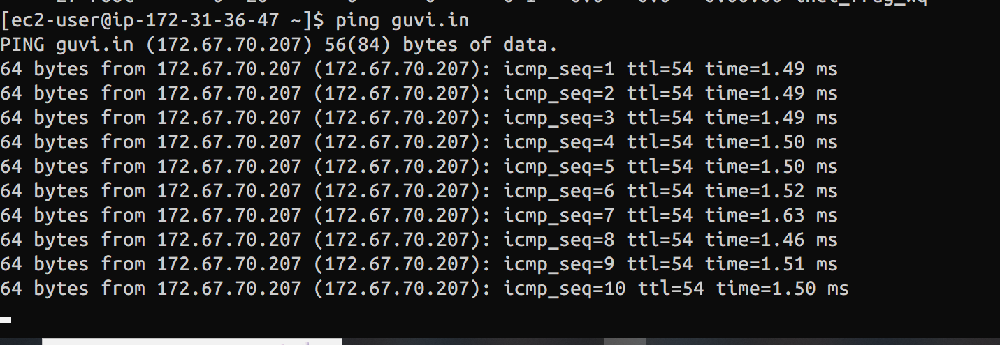 [ec2-user@ip-172-31-36-47 ~]$ ping guvi.in
PING guvi.in (172.67.70.207) 56(84) bytes of data.
64 bytes from 172.67.70.207 (172.67.70.207): icmp_seq=1 ttl=54 time=1.49 ms
64 bytes from 172.67.70.207 (172.67.70.207): icmp_seq=2 ttl=54 time=1.49 ms
64 bytes from 172.67.70.207 (172.67.70.207): icmp_seq=3 ttl=54 time=1.49 ms
64 bytes from 172.67.70.207 (172.67.70.207): icmp_seq=4 ttl=54 time=1.50 ms
64 bytes from 172.67.70.207 (172.67.70.207): icmp_seq=5 ttl=54 time=1.50 ms
64 bytes from 172.67.70.207 (172.67.70.207): icmp_seq=6 ttl=54 time=1.52 ms
64 bytes from 172.67.70.207 (172.67.70.207): icmp_seq=7 ttl=54 time=1.63 ms
64 bytes from 172.67.70.207 (172.67.70.207): icmp_seq=8 ttl=54 time=1.46 ms
64 bytes from 172.67.70.207 (172.67.70.207): icmp_seq=9 ttl=54 time=1.51 ms
64 bytes from 172.67.70.207 (172.67.70.207): icmp_seq=10 ttl=54 time=1.50 ms